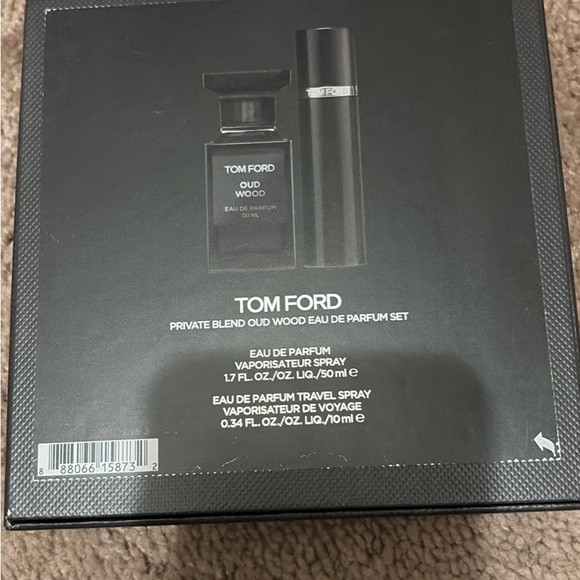 TOM FORD
TOM FORD
OUD
WOOD
EAU DE PARFUM
50 ML
TOM FORD
PRIVATE BLEND OUD WOOD EAU DE PARFUM SET
EAU DE PARFUM
VAPORISATEUR SPRAY
1.7 FL. OZ./OZ. LIQ./50 ml ℮
EAU DE PARFUM TRAVEL SPRAY
VAPORISATEUR DE VOYAGE
0.34 FL. OZ./OZ. LIQ./10 ml ℮
8 88066 15873 2